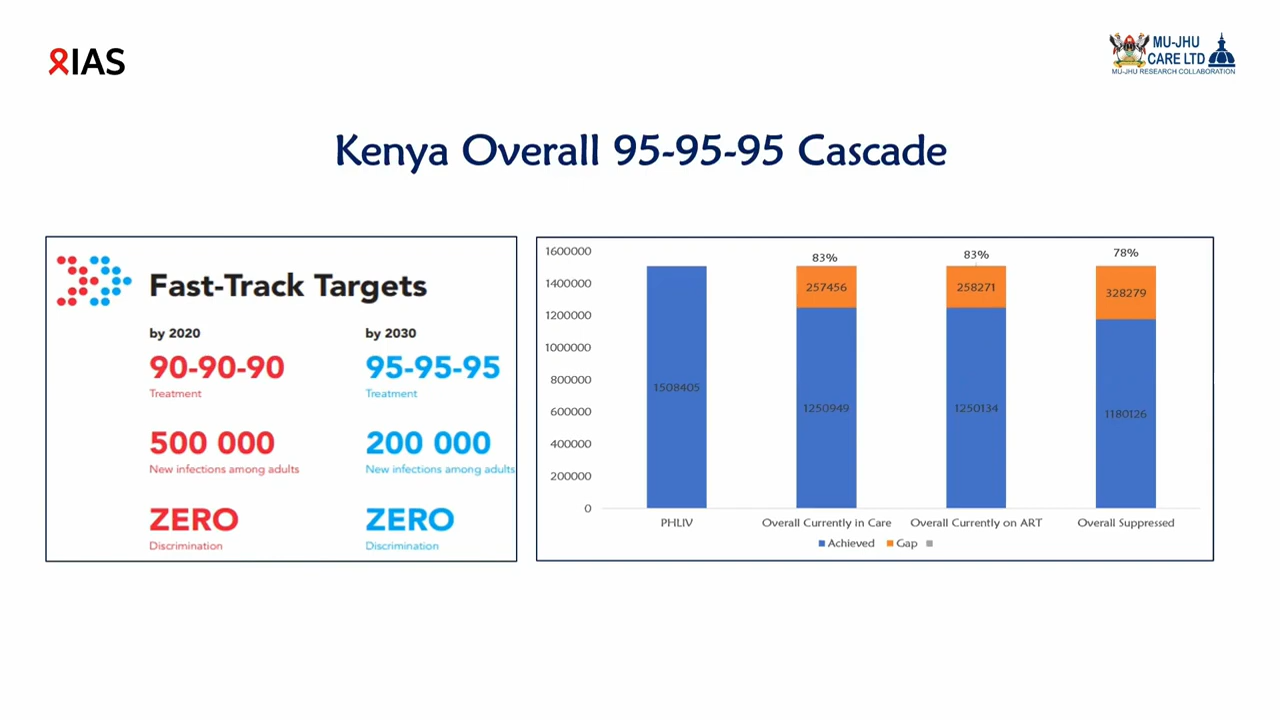 IAS
MU-JHU
CARE LTD
MU-JHU RESEARCH COLLABORATION
Kenya Overall 95-95-95 Cascade
Fast-Track Targets
by 2020
by 2030
90-90-90
95-95-95
Treatment
Treatment
500 000
200 000
New infections among adults
New infections among adults
ZERO
ZERO
Discrimination
Discrimination
1600000
1400000
1200000
1000000
800000
600000
400000
200000
0
83%
83%
78%
257456
258271
328279
1508405
1250949
1250134
1180126
PHLIV
Overall Currently in Care
Overall Currently on ART
Overall Suppressed
Achieved
Gap